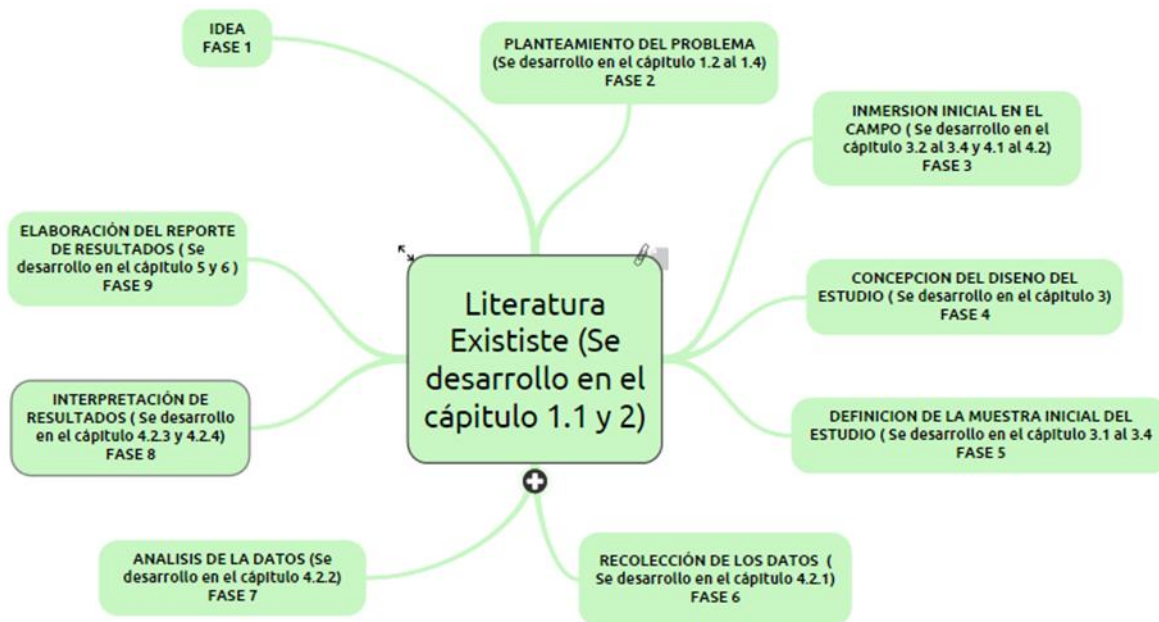 IDEA
FASE 1
PLANTEAMIENTO DEL PROBLEMA
(Se desarrollo en el cápitulo 1.2 al 1.4)
FASE 2
INMERSION INICIAL EN EL
CAMPO ( Se desarrollo en el
cápitulo 3.2 al 3.4 y 4.1 al 4.2)
FASE 3
CONCEPCION DEL DISENO DEL
ESTUDIO ( Se desarrollo en el cápitulo 3)
FASE 4
DEFINICION DE LA MUESTRA INICIAL DEL
ESTUDIO ( Se desarrollo en el cápitulo 3.1 al 3.4
FASE 5
RECOLECCIÓN DE LOS DATOS (
Se desarrollo en el cápitulo 4.2.1)
FASE 6
ANALISIS DE LA DATOS (Se
desarrollo en el cápitulo 4.2.2)
FASE 7
INTERPRETACIÓN DE
RESULTADOS ( Se desarrollo
en el cápitulo 4.2.3 y 4.2.4)
FASE 8
ELABORACIÓN DEL REPORTE
DE RESULTADOS ( Se
desarrollo en el cápitulo 5 y 6 )
FASE 9
Literatura
Exististe (Se
desarrollo en el
cápitulo 1.1 y 2)